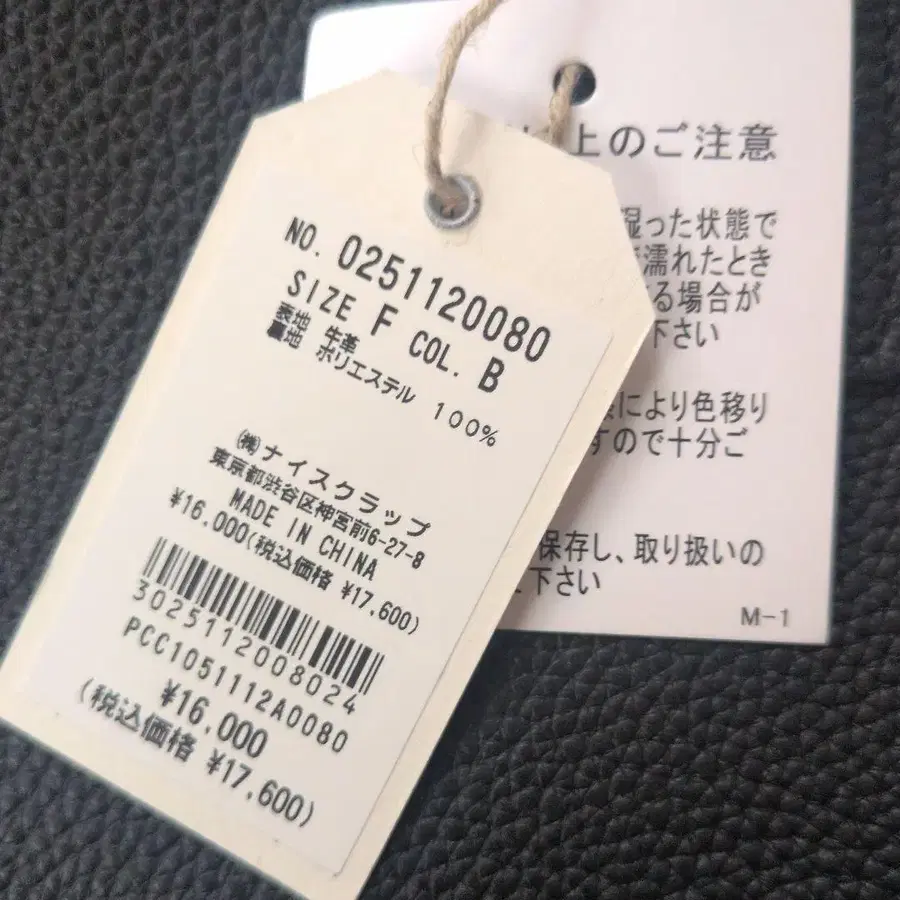 NO. 0251120080
SIZE F COL. B
表地 牛革
裏地 ポリエステル 100%
(株)ナイスクラップ
東京都渋谷区神宮前6-27-8
MADE IN CHINA
¥16.000(税込価格 ¥17.600)
3025112008024
PCC1051112A0080
¥16.000
(税込価格 ¥17,600)
上のご注意
湿った状態で
濡れたとき
る場合が
下さい
により色移り
すので十分ご
保存し、取り扱いの
下さい
M-1